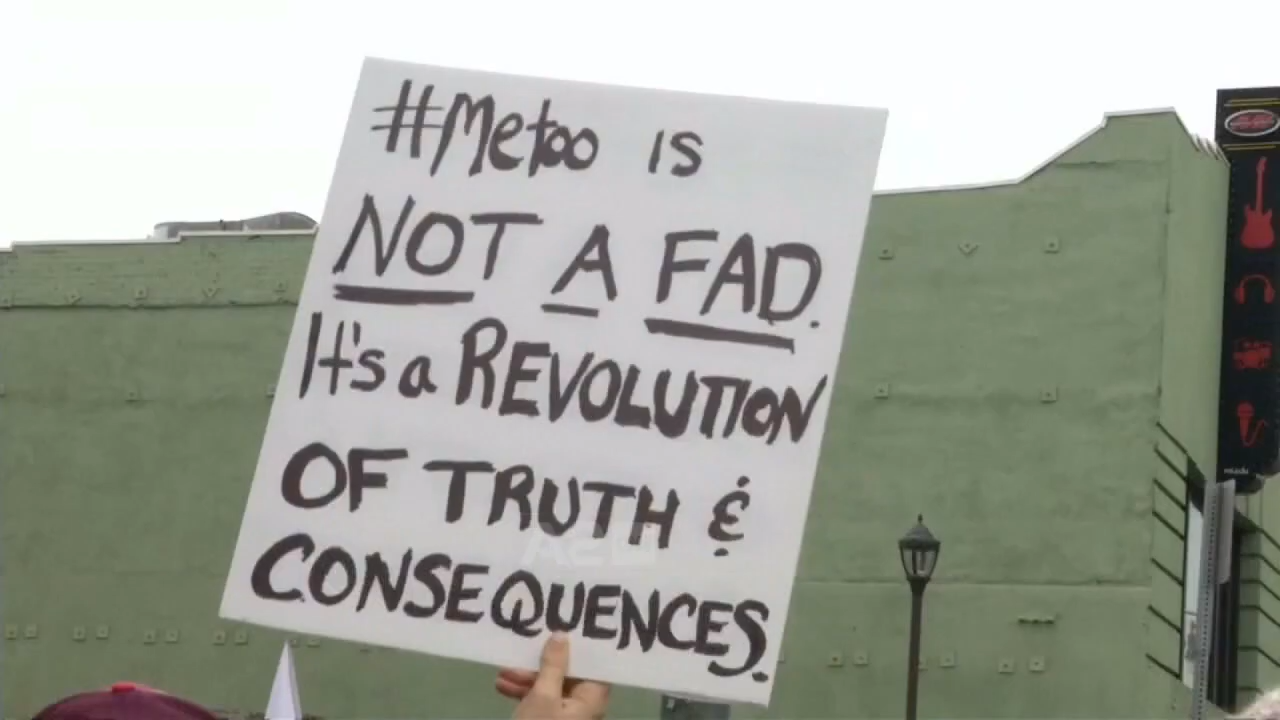 #Metoo is
NOT A FAD.
It's a REVOLUTION
OF TRUTH &
CONSEQUENCES.